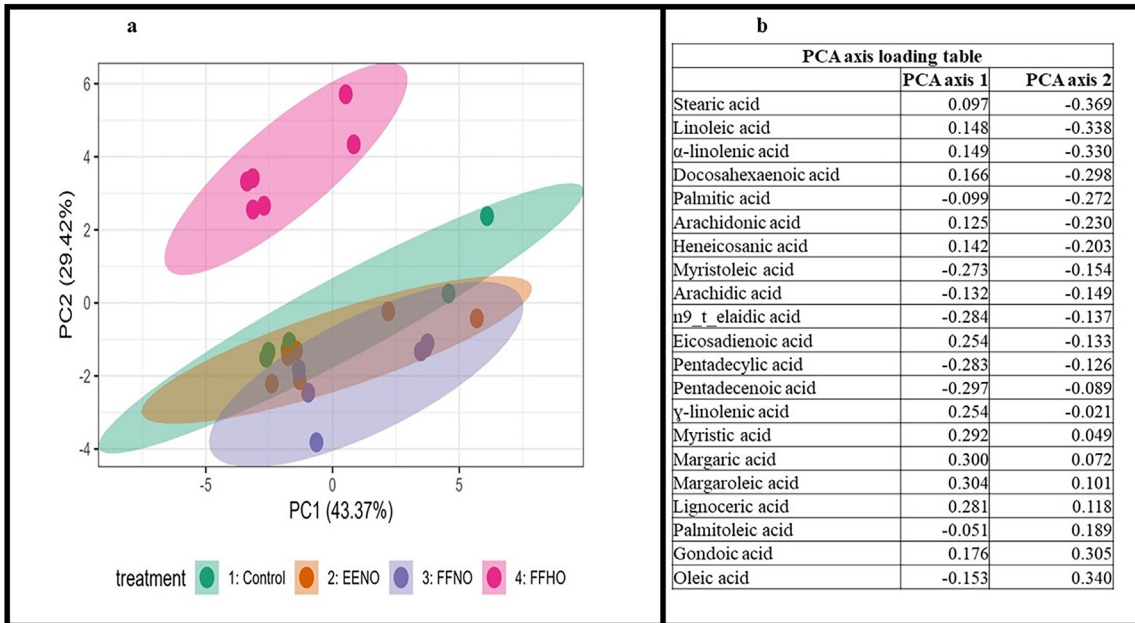 a
PC2 (29.42%)
6
4
2
0
-2
-4
-5
0
5
PC1 (43.37%)
treatment 1: Control 2: EENO 3: FFNO 4: FFHO
b
PCA axis loading table
PCA axis 1 PCA axis 2
Stearic acid 0.097 -0.369
Linoleic acid 0.148 -0.338
α-linolenic acid 0.149 -0.330
Docosahexaenoic acid 0.166 -0.298
Palmitic acid -0.099 -0.272
Arachidonic acid 0.125 -0.230
Heneicosanic acid 0.142 -0.203
Myristoleic acid -0.273 -0.154
Arachidic acid -0.132 -0.149
n9_t_elaidic acid -0.284 -0.137
Eicosadienoic acid 0.254 -0.133
Pentadecylic acid -0.283 -0.126
Pentadecenoic acid -0.297 -0.089
ɣ-linolenic acid 0.254 -0.021
Myristic acid 0.292 0.049
Margaric acid 0.300 0.072
Margaroleic acid 0.304 0.101
Lignoceric acid 0.281 0.118
Palmitoleic acid -0.051 0.189
Gondoic acid 0.176 0.305
Oleic acid -0.153 0.340